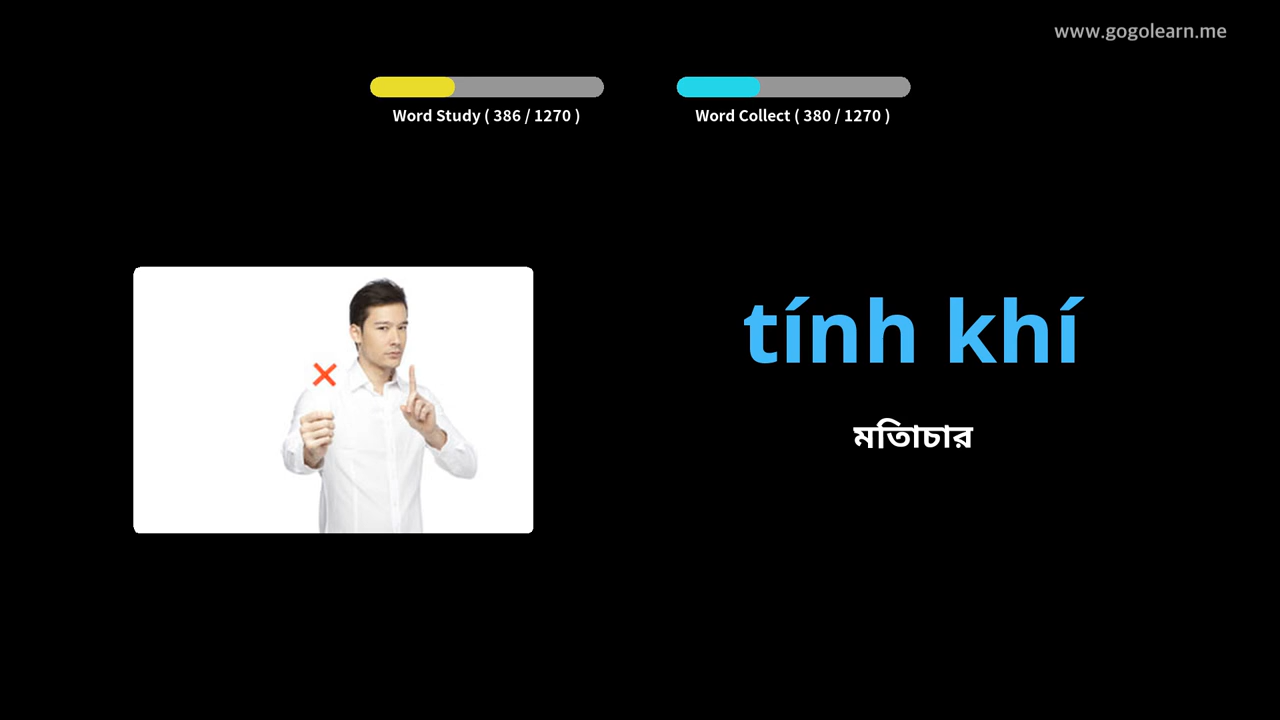 www.gogolearn.me
Word Study ( 386 / 1270 )
Word Collect ( 380 / 1270 )
tính khí
মতিাচার